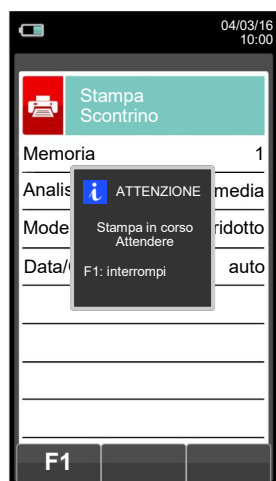 04/03/16
10:00
Stampa
Scontrino
Memoria 1
Analis media
Mode ridotto
Data/ auto
i ATTENZIONE
Stampa in corso
Attendere
F1: interrompi
F1